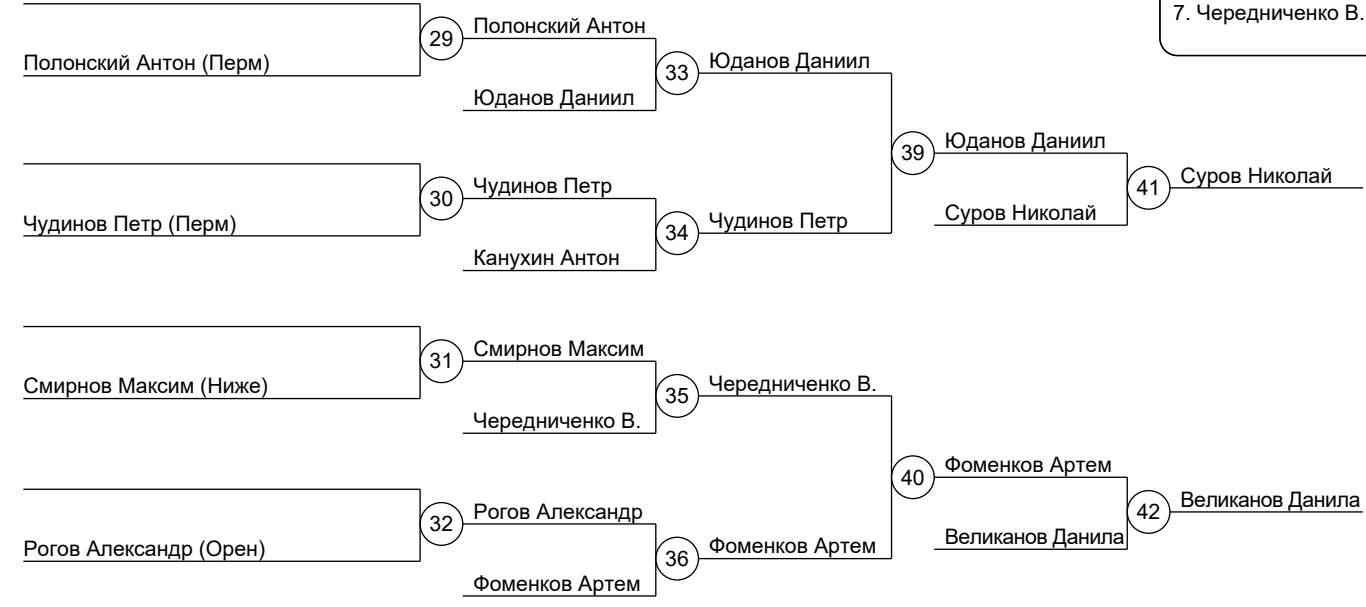 7. Чередниченко В.
29
Полонский Антон
Полонский Антон (Перм)
33
Юданов Даниил
Юданов Даниил
39
Юданов Даниил
30
Чудинов Петр
Чудинов Петр (Перм)
34
Чудинов Петр
Канухин Антон
Суров Николай
41
Суров Николай
31
Смирнов Максим
Смирнов Максим (Ниже)
35
Чередниченко В.
Чередниченко В.
40
Фоменков Артем
32
Рогов Александр
Рогов Александр (Орен)
36
Фоменков Артем
Фоменков Артем
Великанов Данила
42
Великанов Данила